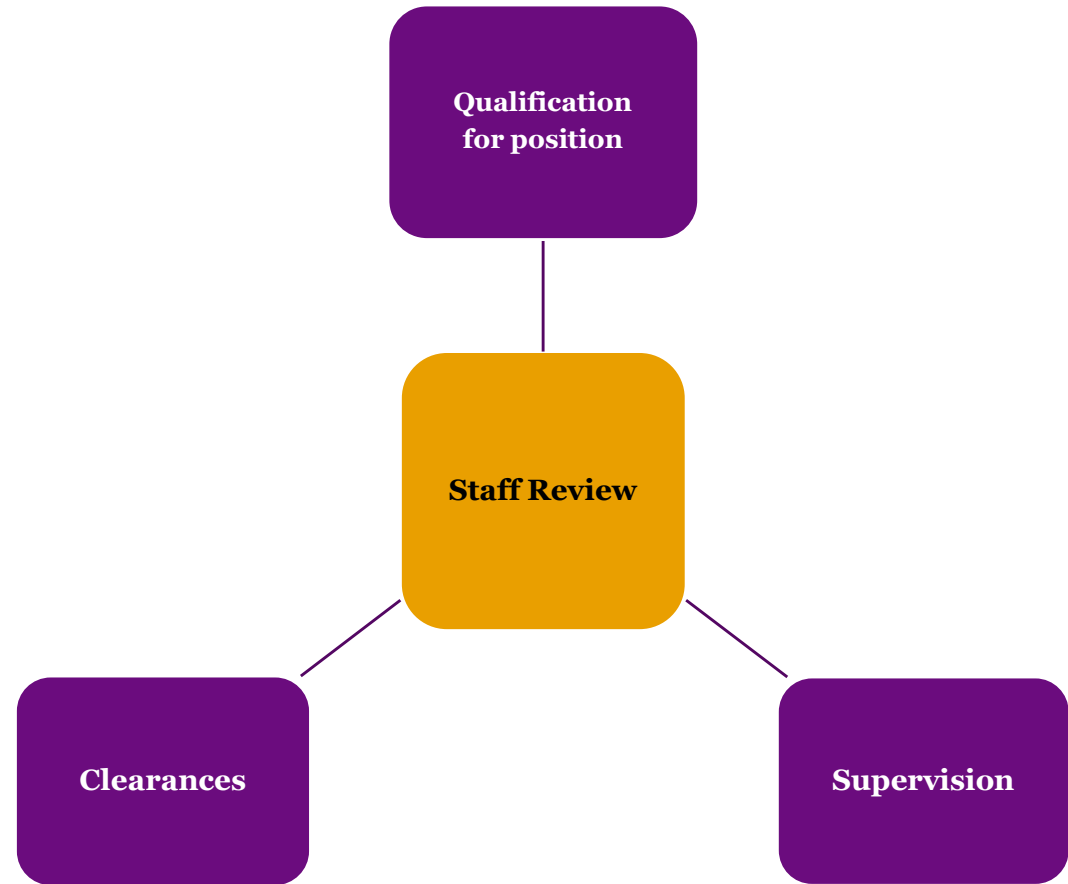 Qualification
for position
Staff Review
Clearances
Supervision